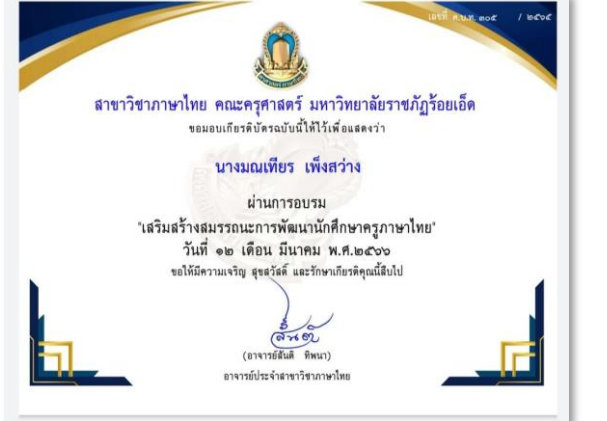 เลขที่ ค.บ.ท. ๓๐๕ / ๒๕๖๕
สาขาวิชาภาษาไทย คณะครุศาสตร์ มหาวิทยาลัยราชภัฏร้อยเอ็ด
ขอมอบเกียรติบัตรฉบับนี้ให้ไว้เพื่อแสดงว่า
นางมณเทียร เพ็งสว่าง
ผ่านการอบรม
"เสริมสร้างสมรรถนะการพัฒนานักศึกษาครูภาษาไทย"
วันที่ ๑๒ เดือน มีนาคม พ.ศ.๒๕๖๖
ขอให้มีความเจริญ สุขสวัสดิ์ และรักษาเกียรติคุณนี้สืบไป
สันติ
(อาจารย์สันติ ทิพนา)
อาจารย์ประจำสาขาวิชาภาษาไทย